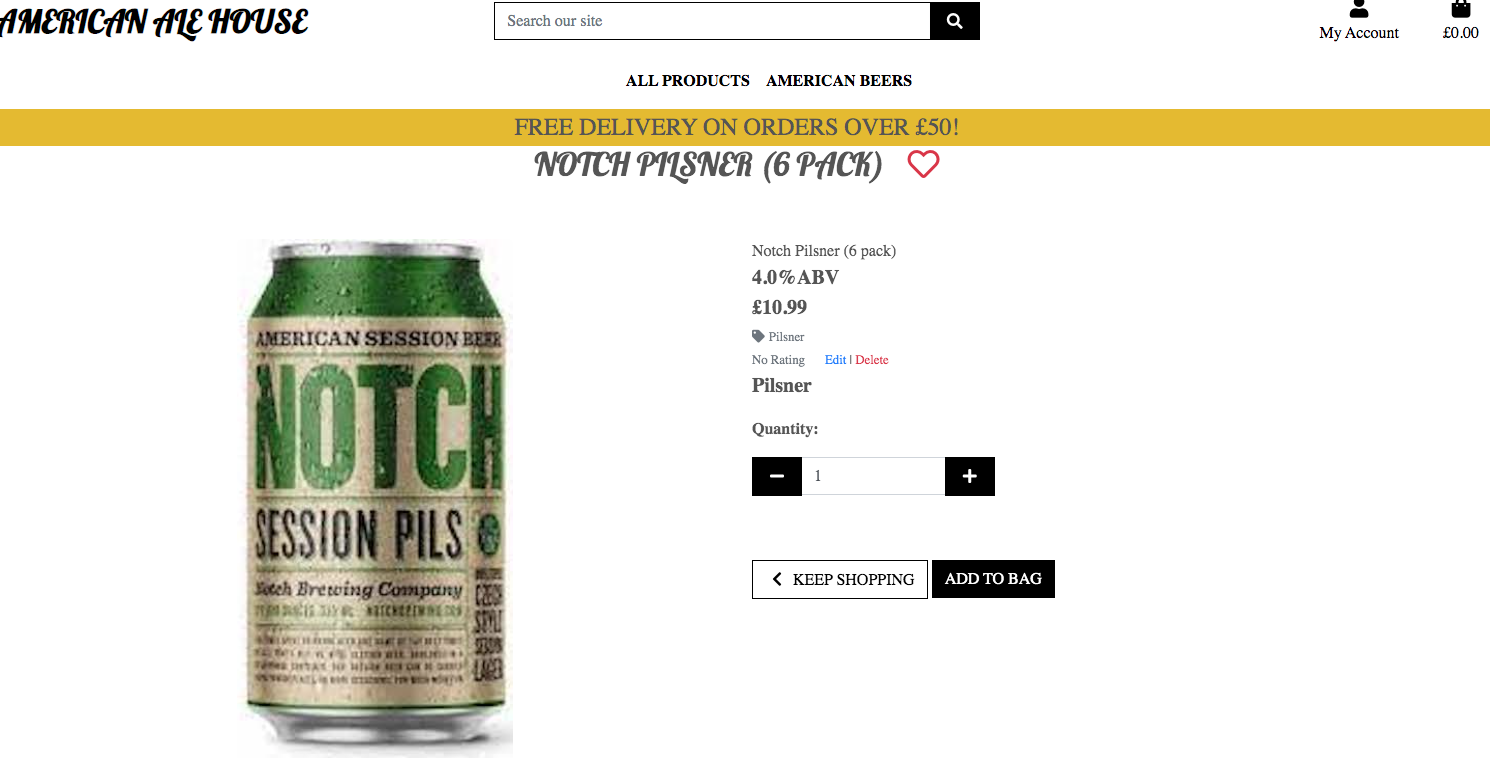 AMERICAN ALE HOUSE
Search our site
My Account
£0.00
ALL PRODUCTS AMERICAN BEERS
FREE DELIVERY ON ORDERS OVER £50!
NOTCH PILSNER (6 PACK)
AMERICAN SESSION BEER
NOTCH
SESSION PILS
Notch Brewing Company
CZECH
STYLE
SESSION
LAGER
Notch Pilsner (6 pack)
4.0% ABV
£10.99
Pilsner
No Rating Edit | Delete
Pilsner
Quantity:
1
KEEP SHOPPING ADD TO BAG